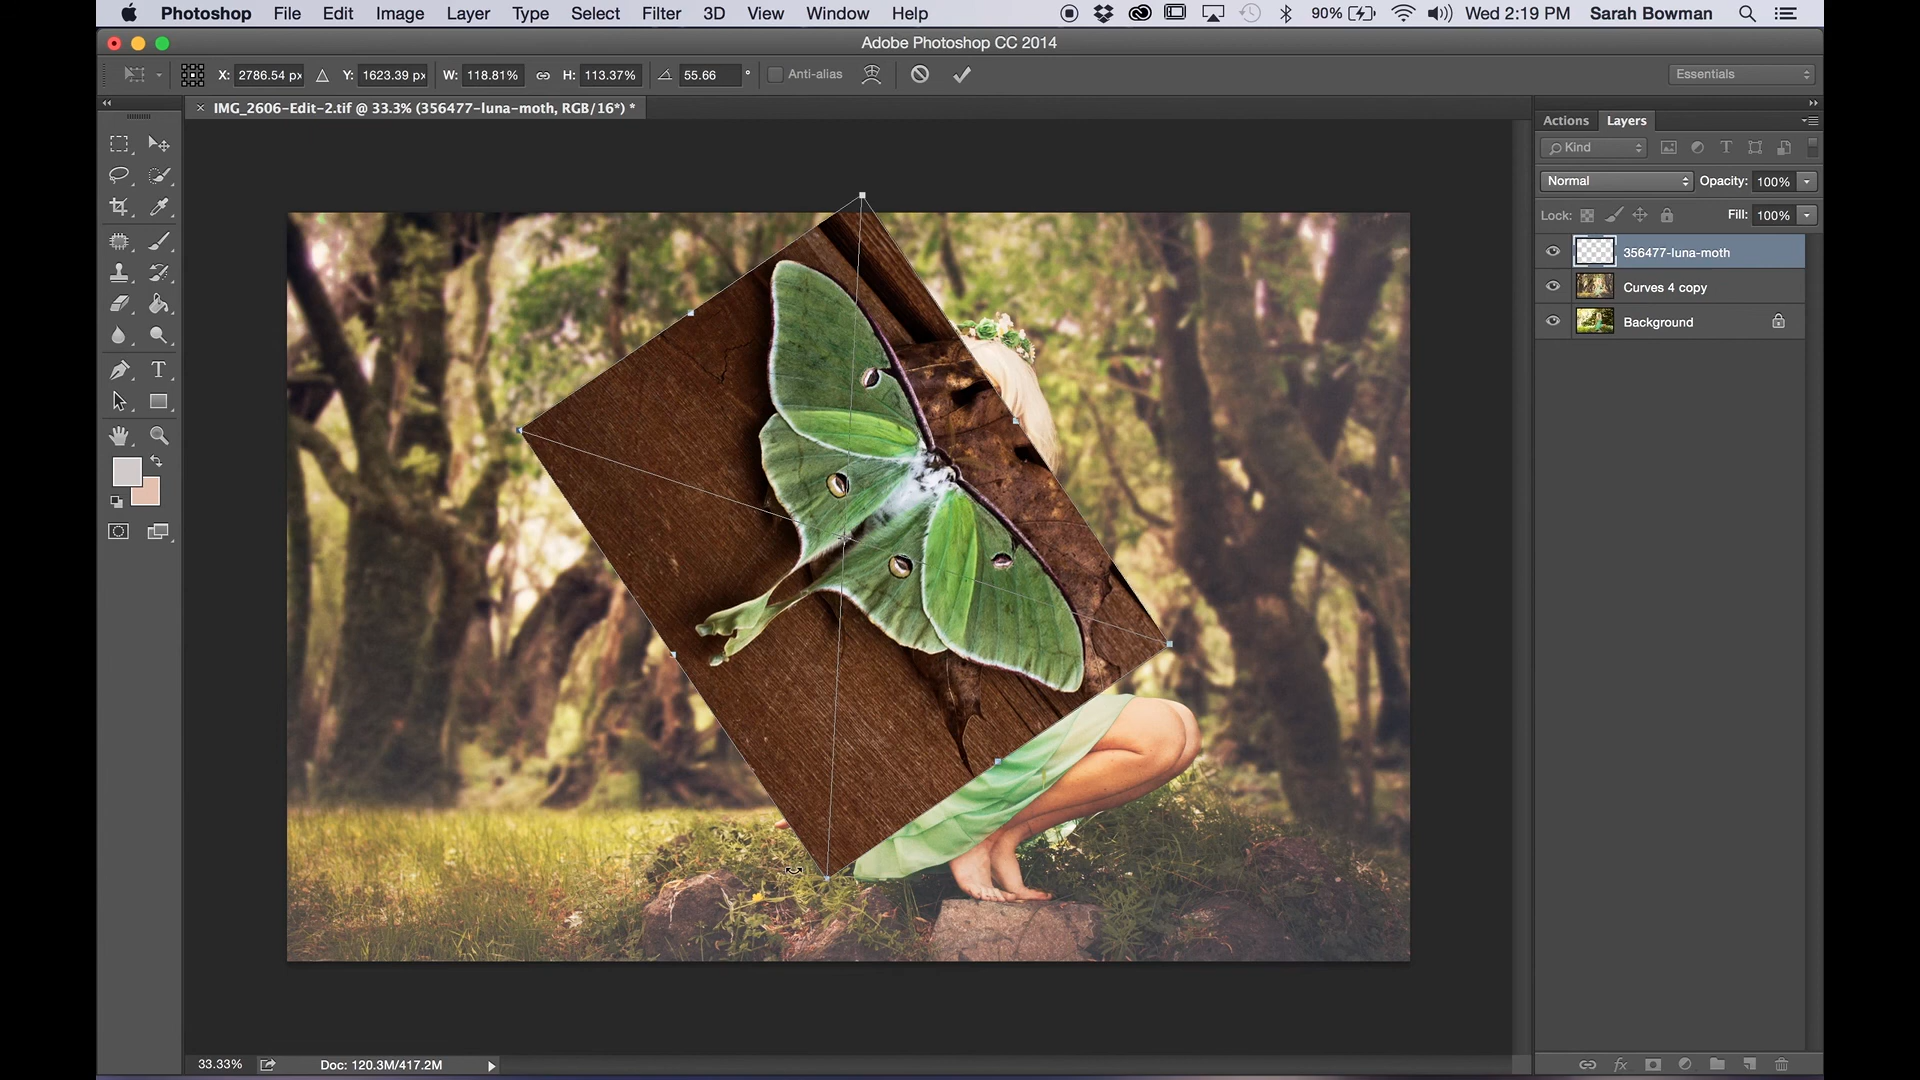 Photoshop File Edit Image Layer Type Select Filter 3D View Window Help 90% Wed 2:19 PM Sarah Bowman
Adobe Photoshop CC 2014
X: 2786.54 px Y: 1623.39 px W: 118.81% H: 113.37% 55.66 ° Anti-alias Essentials
× IMG_2606-Edit-2.tif @ 33.3% (356477-luna-moth, RGB/16*) *
Actions Layers
Kind
Normal Opacity: 100%
Lock: Fill: 100%
356477-luna-moth
Curves 4 copy
Background
33.33% Doc: 120.3M/417.2M